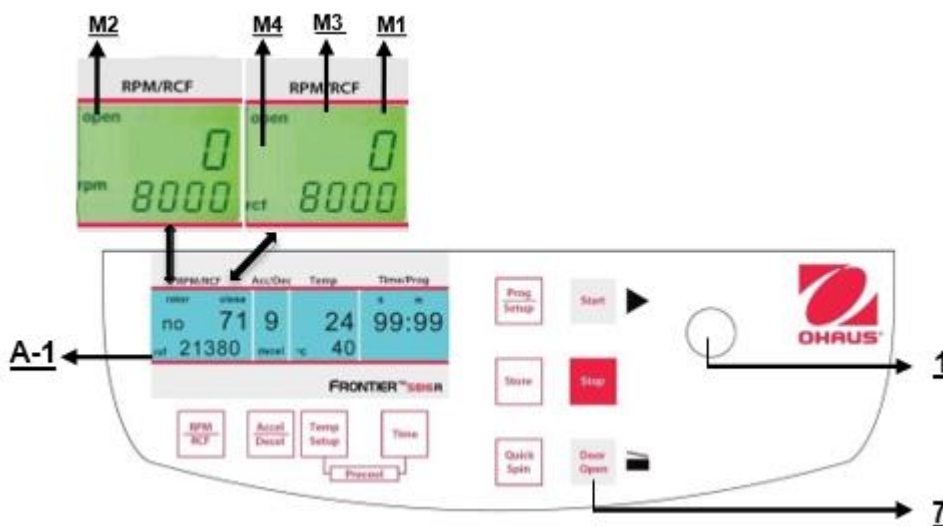 M2 M4 M3 M1
RPM/RCF RPM/RCF
open open
0 0
rpm 8000 rcf 8000
RPM/RCF Acc/Dec Temp Time/Prog
rotor close s m
no 71 9 24 99:99
rcf 21380 decel °C 40
A-1
FRONTIER™
Prog
Setup
Start
OHAUS
1
Store
Stop
RPM
RCF
Accel
Decel
Temp
Setup
Time
Precool
Quick
Spin
Door
Open
7